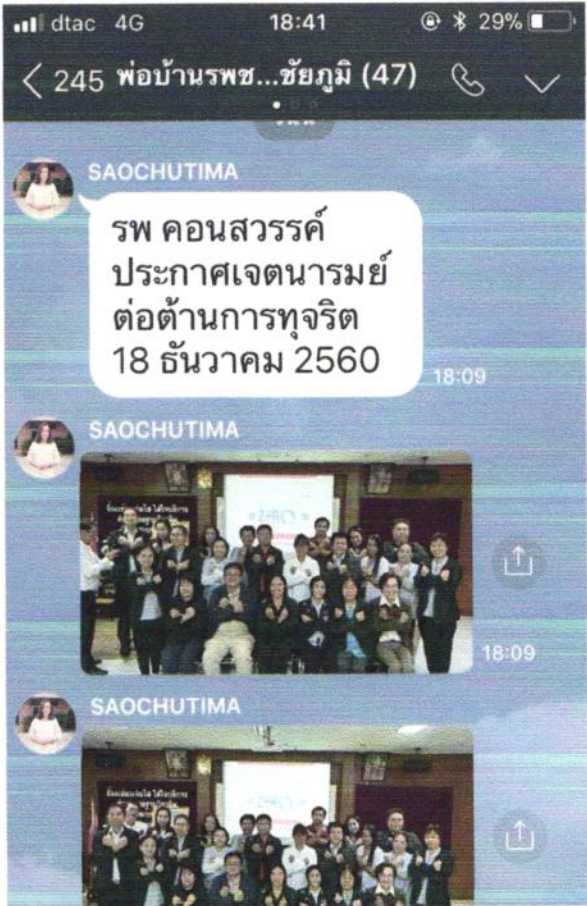 dtac 4G 18:41 29%
245 พ่อบ้านรพช...ชัยภูมิ (47)
SAOCHUTIMA
รพ คอนสวรรค์
ประกาศเจตนารมย์
ต่อต้านการทุจริต
18 ธันวาคม 2560
18:09
SAOCHUTIMA
18:09
SAOCHUTIMA